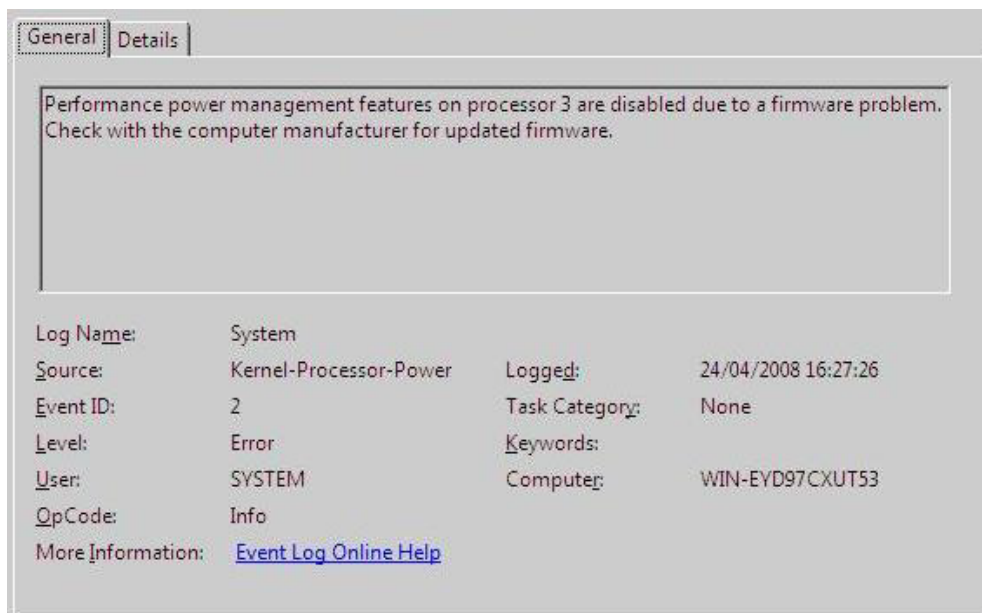 General Details
Performance power management features on processor 3 are disabled due to a firmware problem.
Check with the computer manufacturer for updated firmware.
Log Name: System
Source: Kernel-Processor-Power Logged: 24/04/2008 16:27:26
Event ID: 2 Task Category: None
Level: Error Keywords:
User: SYSTEM Computer: WIN-EYD97CXUT53
OpCode: Info
More Information: Event Log Online Help